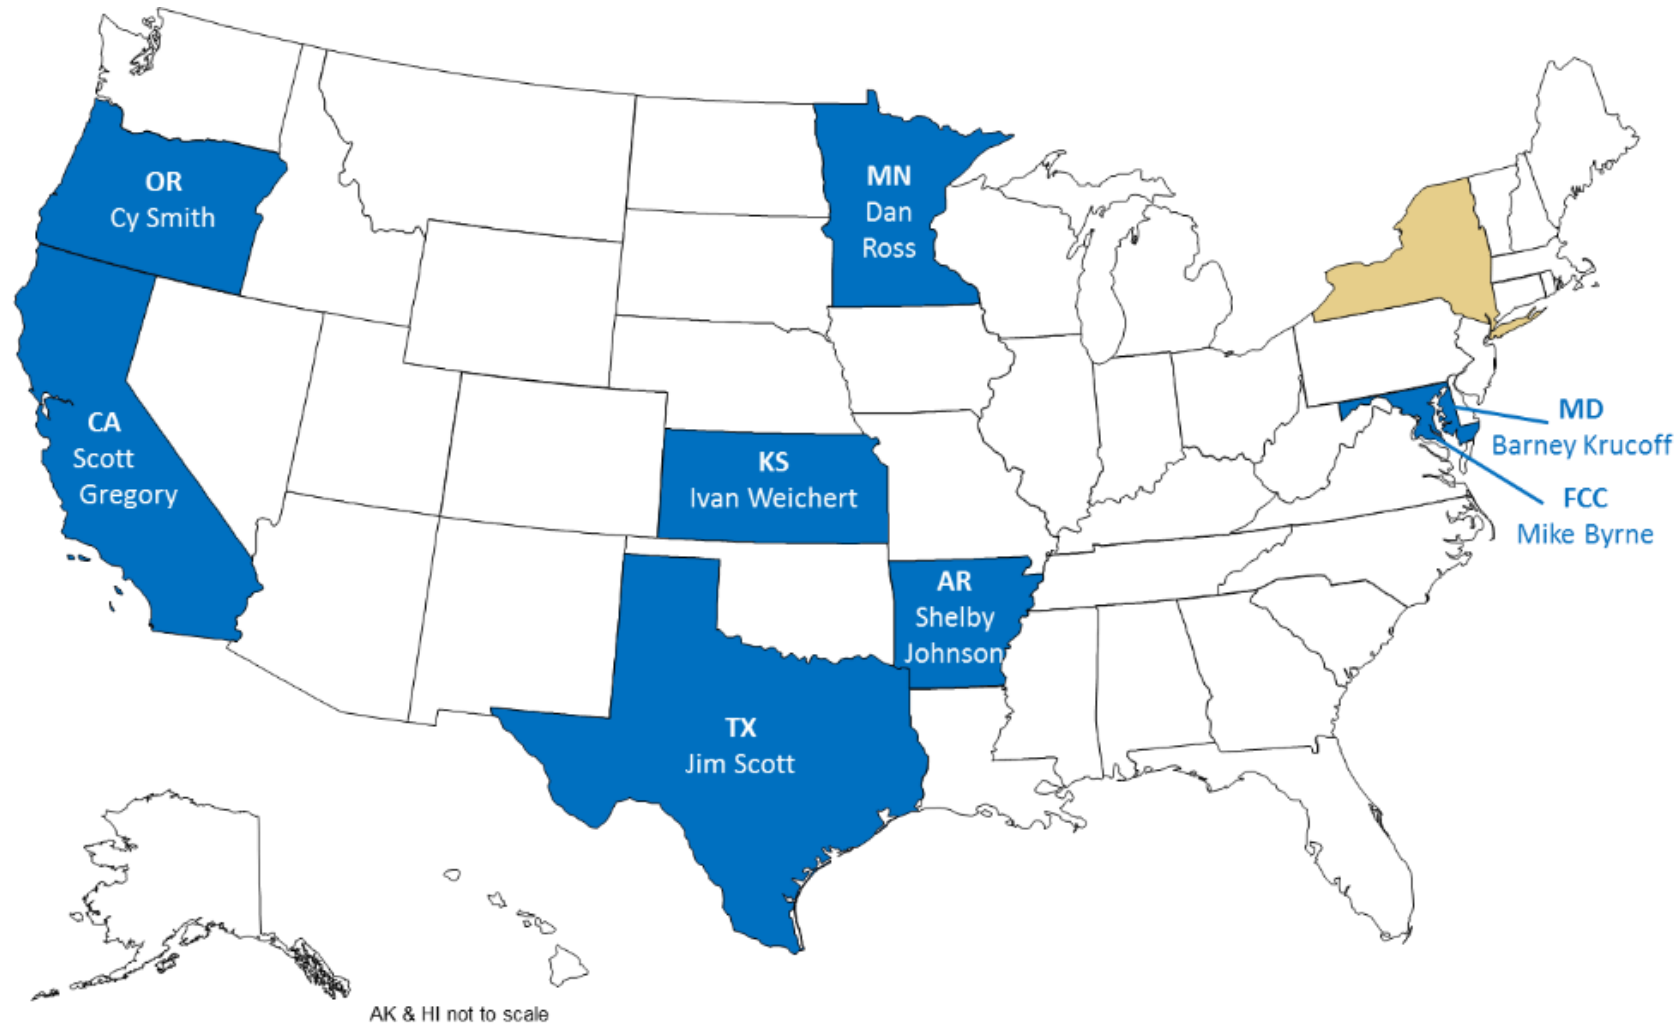 OR
Cy Smith
MN
Dan
Ross
CA
Scott
Gregory
KS
Ivan Weichert
MD
Barney Krucoff
FCC
Mike Byrne
AR
Shelby
Johnson
TX
Jim Scott
AK & HI not to scale